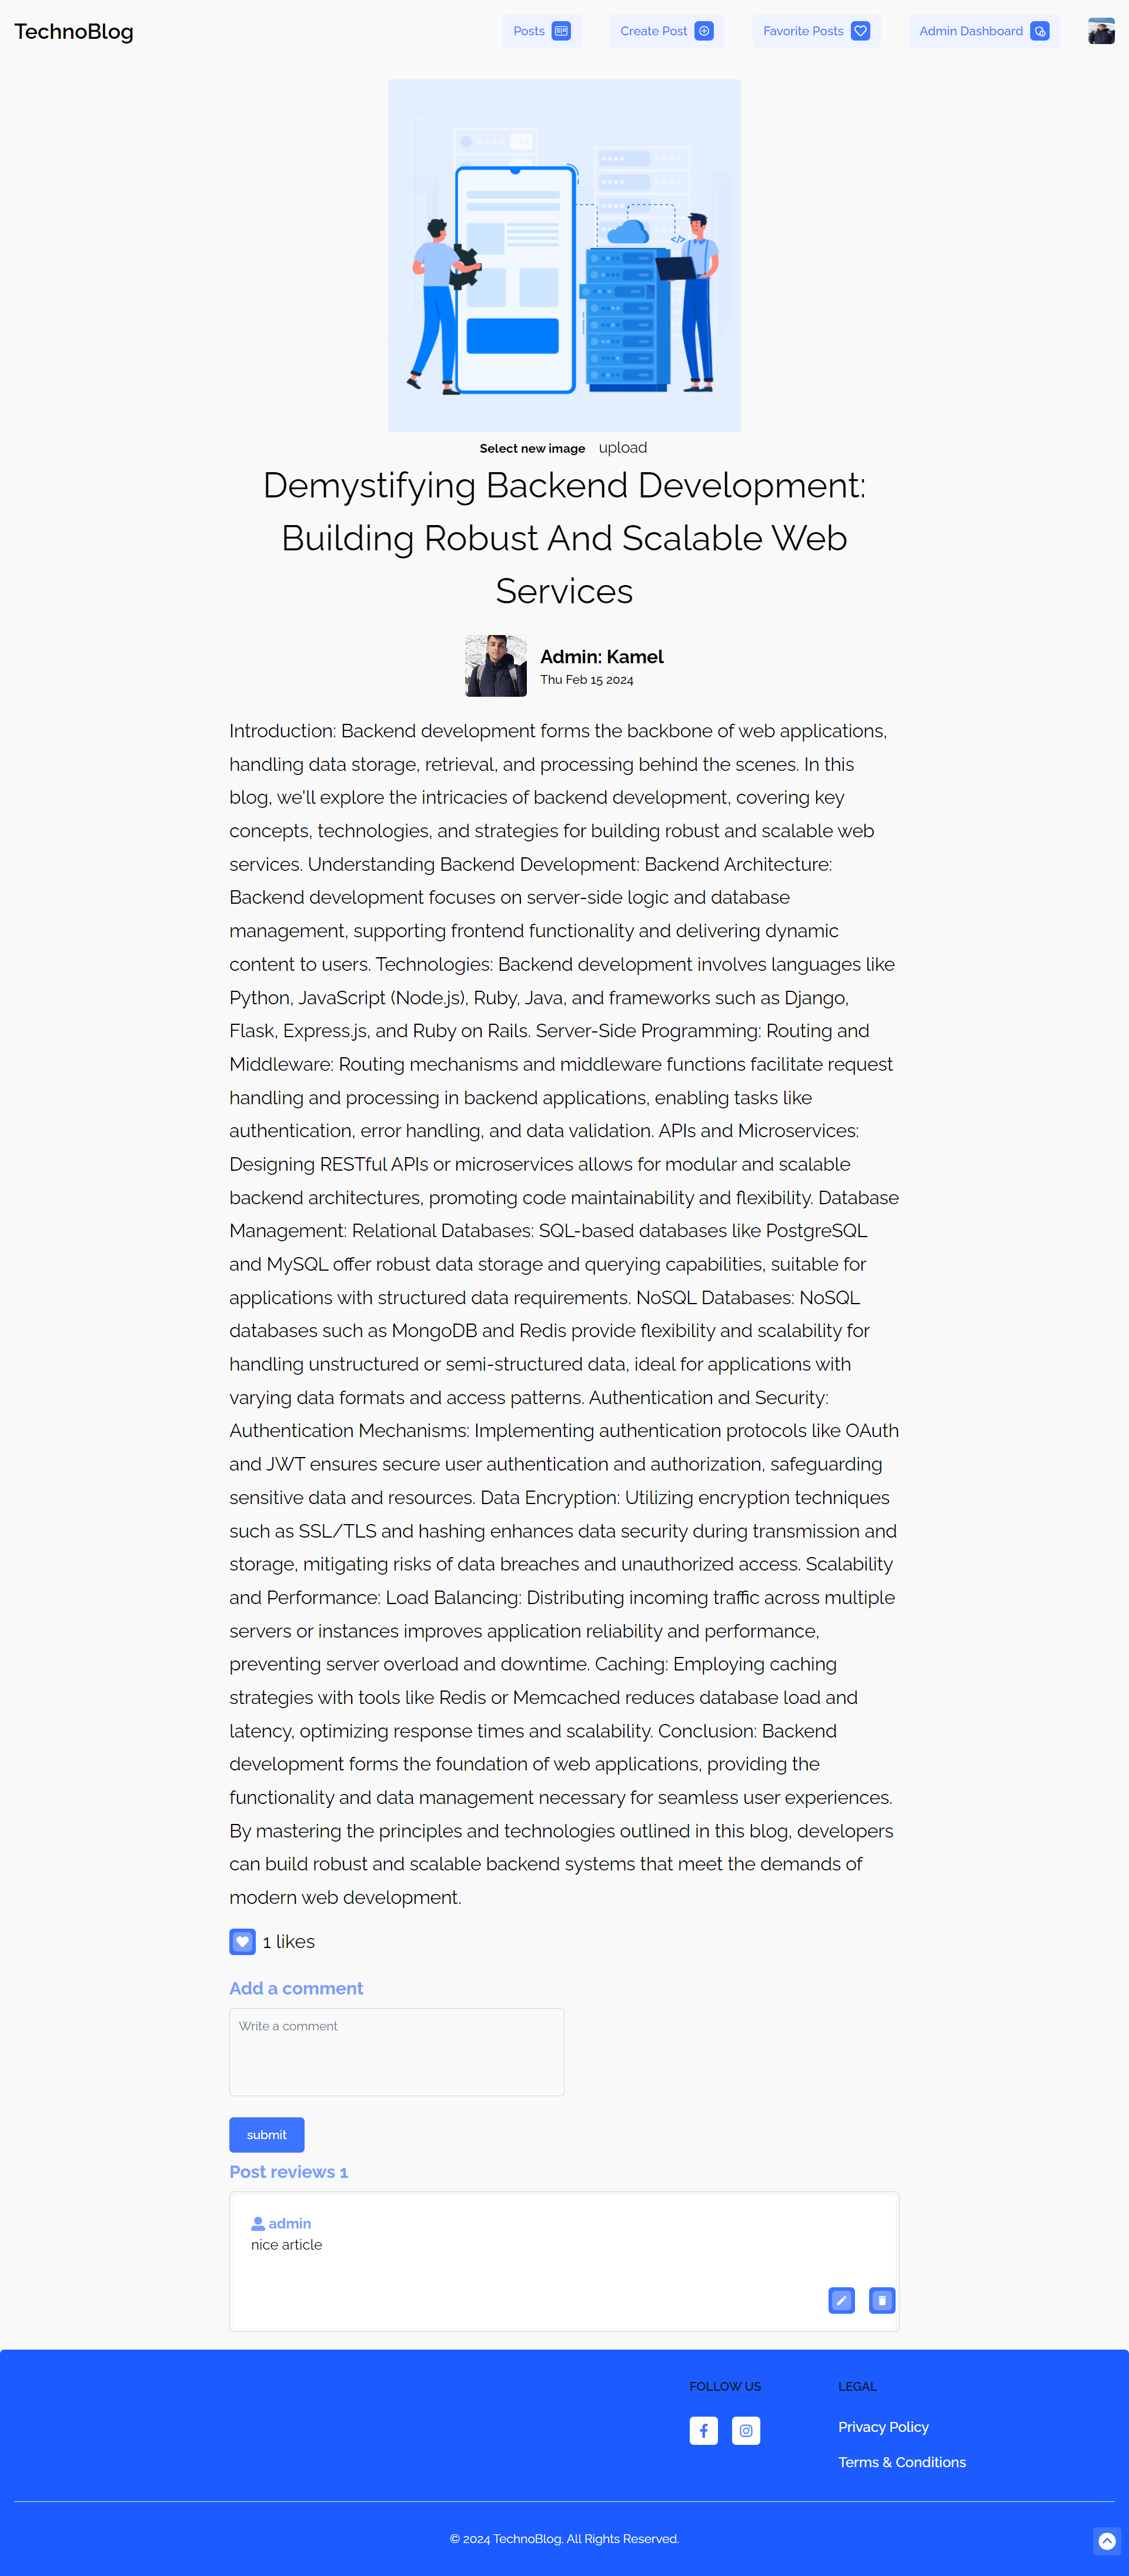 TechnoBlog
Posts
Create Post
Favorite Posts
Admin Dashboard
</>
Select new image upload
Demystifying Backend Development:
Building Robust And Scalable Web
Services
Admin: Kamel
Thu Feb 15 2024
Introduction: Backend development forms the backbone of web applications,
handling data storage, retrieval, and processing behind the scenes. In this
blog, we'll explore the intricacies of backend development, covering key
concepts, technologies, and strategies for building robust and scalable web
services. Understanding Backend Development: Backend Architecture:
Backend development focuses on server-side logic and database
management, supporting frontend functionality and delivering dynamic
content to users. Technologies: Backend development involves languages like
Python, JavaScript (Node.js), Ruby, Java, and frameworks such as Django,
Flask, Express.js, and Ruby on Rails. Server-Side Programming: Routing and
Middleware: Routing mechanisms and middleware functions facilitate request
handling and processing in backend applications, enabling tasks like
authentication, error handling, and data validation. APIs and Microservices:
Designing RESTful APIs or microservices allows for modular and scalable
backend architectures, promoting code maintainability and flexibility. Database
Management: Relational Databases: SQL-based databases like PostgreSQL
and MySQL offer robust data storage and querying capabilities, suitable for
applications with structured data requirements. NoSQL Databases: NoSQL
databases such as MongoDB and Redis provide flexibility and scalability for
handling unstructured or semi-structured data, ideal for applications with
varying data formats and access patterns. Authentication and Security:
Authentication Mechanisms: Implementing authentication protocols like OAuth
and JWT ensures secure user authentication and authorization, safeguarding
sensitive data and resources. Data Encryption: Utilizing encryption techniques
such as SSL/TLS and hashing enhances data security during transmission and
storage, mitigating risks of data breaches and unauthorized access. Scalability
and Performance: Load Balancing: Distributing incoming traffic across multiple
servers or instances improves application reliability and performance,
preventing server overload and downtime. Caching: Employing caching
strategies with tools like Redis or Memcached reduces database load and
latency, optimizing response times and scalability. Conclusion: Backend
development forms the foundation of web applications, providing the
functionality and data management necessary for seamless user experiences.
By mastering the principles and technologies outlined in this blog, developers
can build robust and scalable backend systems that meet the demands of
modern web development.
1 likes
Add a comment
Write a comment
submit
Post reviews 1
admin
nice article
FOLLOW US
LEGAL
Privacy Policy
Terms & Conditions
© 2024 TechnoBlog. All Rights Reserved.